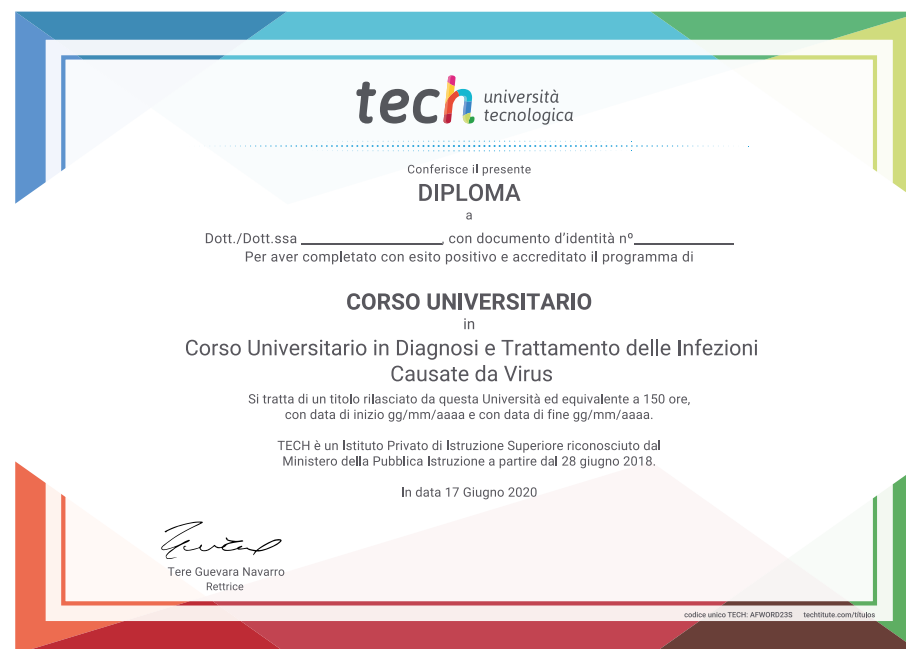 tech università
tecnologica
Conferisce il presente
DIPLOMA
a
Dott./Dott.ssa ____________________, con documento d'identità nº______________
Per aver completato con esito positivo e accreditato il programma di
CORSO UNIVERSITARIO
in
Corso Universitario in Diagnosi e Trattamento delle Infezioni
Causate da Virus
Si tratta di un titolo rilasciato da questa Università ed equivalente a 150 ore,
con data di inizio gg/mm/aaaa e con data di fine gg/mm/aaaa.
TECH è un Istituto Privato di Istruzione Superiore riconosciuto dal
Ministero della Pubblica Istruzione a partire dal 28 giugno 2018.
In data 17 Giugno 2020
Tere Guevara Navarro
Rettrice
codice unico TECH: AFWORD23S techtitute.com/títulos